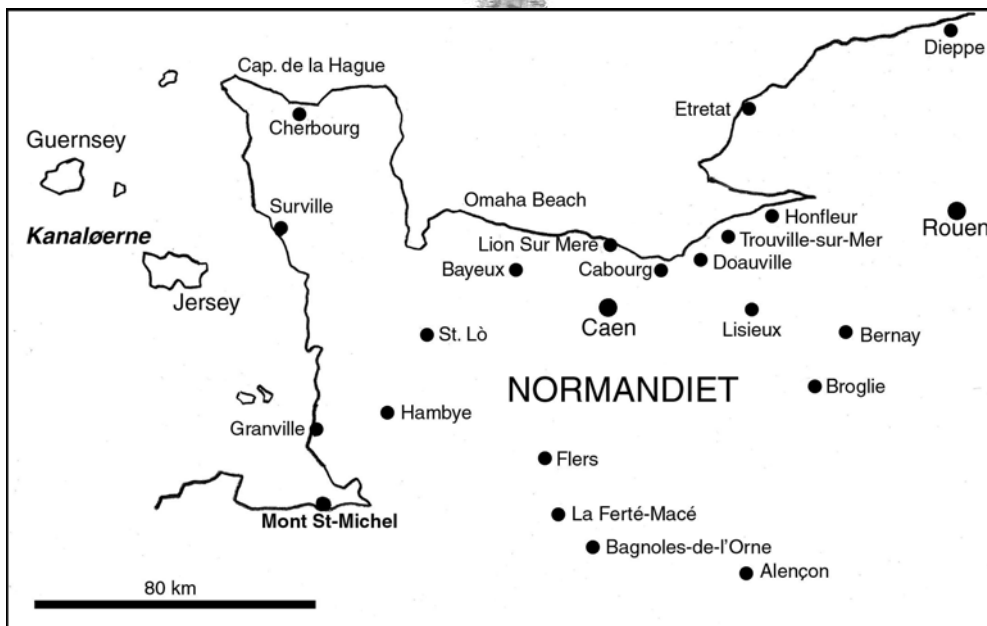 Dieppe
Cap. de la Hague
Etretat
Cherbourg
Guernsey
Surville
Omaha Beach
Honfleur
Rouen
Kanaløerne
Lion Sur Mere
Trouville-sur-Mer
Bayeux
Cabourg
Doauville
Jersey
Caen
Lisieux
St. Lò
Bernay
NORMANDIET
Broglie
Hambye
Granville
Flers
Mont St-Michel
La Ferté-Macé
Bagnoles-de-l'Orne
Alençon
80 km